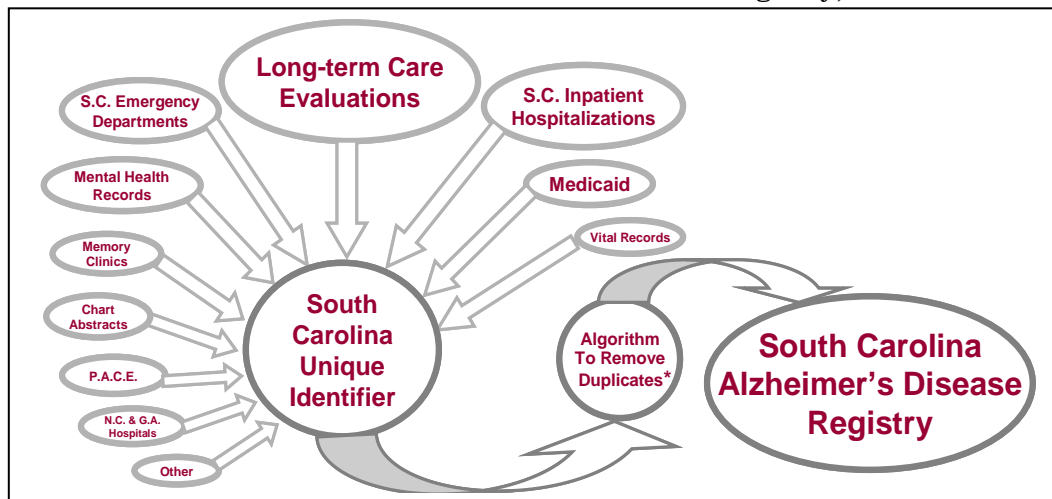 Long-term Care
Evaluations
S.C. Emergency
Departments
S.C. Inpatient
Hospitalizations
Mental Health
Records
Medicaid
Memory
Clinics
Vital Records
Chart
Abstracts
P.A.C.E.
N.C. & G.A.
Hospitals
Other
South
Carolina
Unique
Identifier
Algorithm
To Remove
Duplicates*
South Carolina
Alzheimer's Disease
Registry